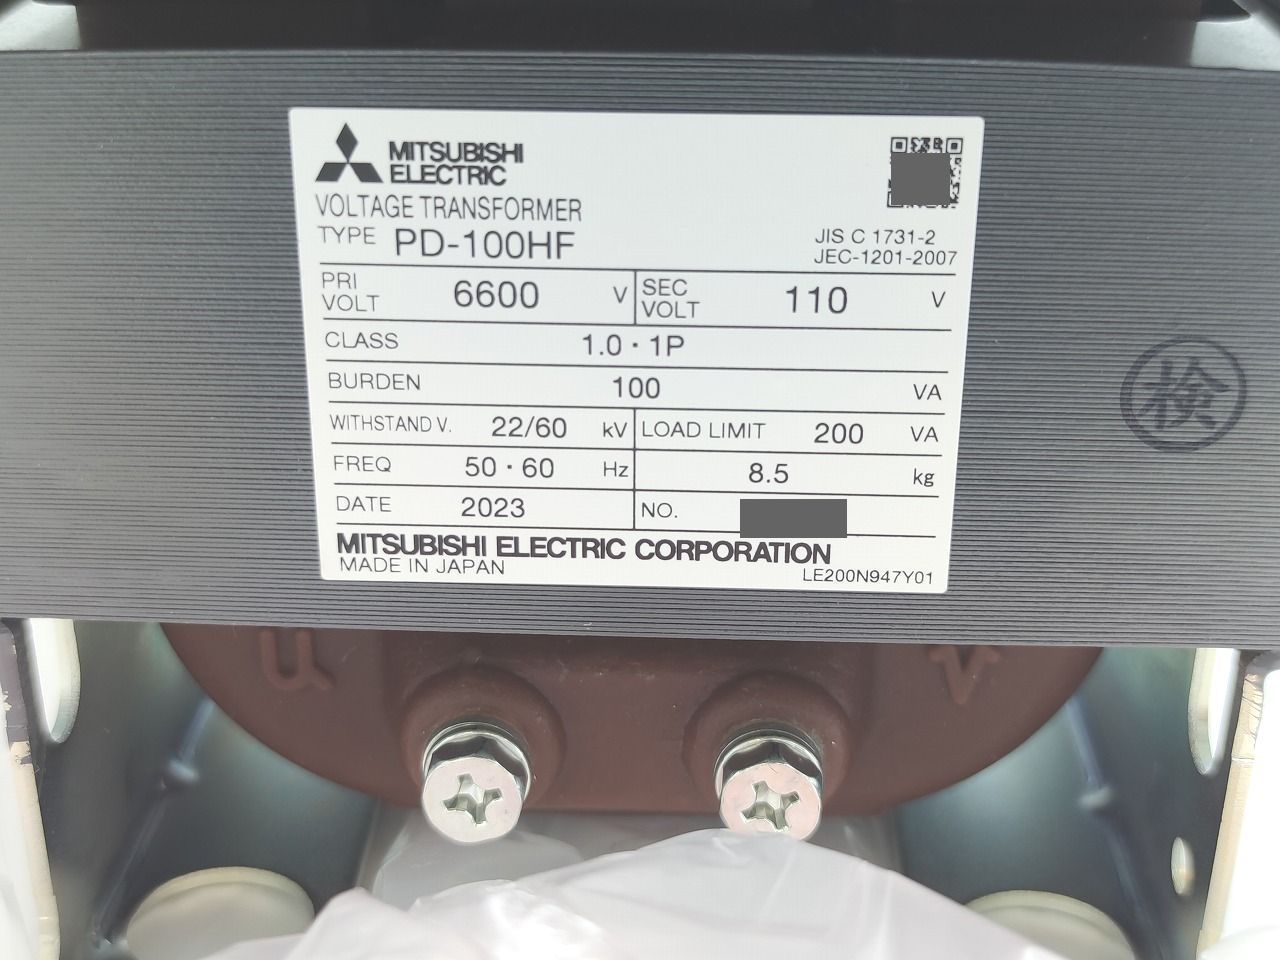 MITSUBISHI
ELECTRIC
VOLTAGE TRANSFORMER
TYPE PD-100HF
JIS C 1731-2
JEC-1201-2007
PRI VOLT 6600 V SEC VOLT 110 V
CLASS 1.0・1P
BURDEN 100 VA
WITHSTAND V. 22/60 kV LOAD LIMIT 200 VA
FREQ 50・60 Hz 8.5 kg
DATE 2023 NO.
MITSUBISHI ELECTRIC CORPORATION
MADE IN JAPAN LE200N947Y01
検
u v